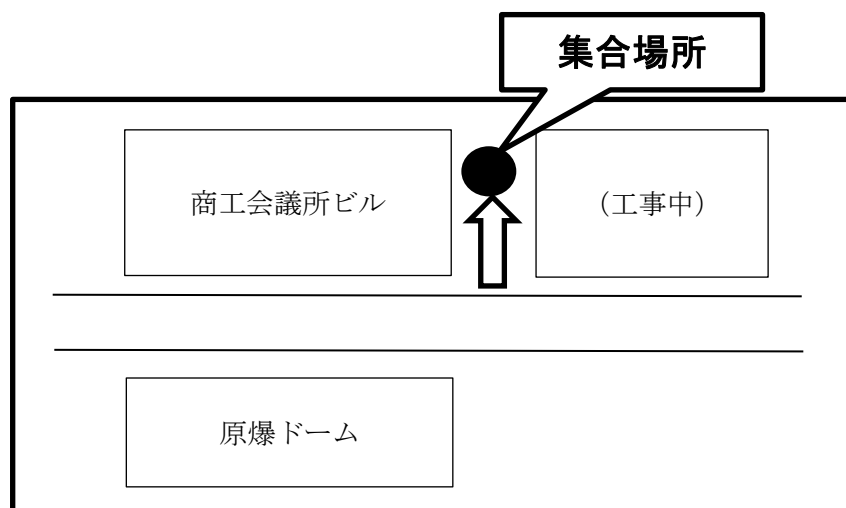 集合場所
商工会議所ビル
（工事中）
原爆ドーム